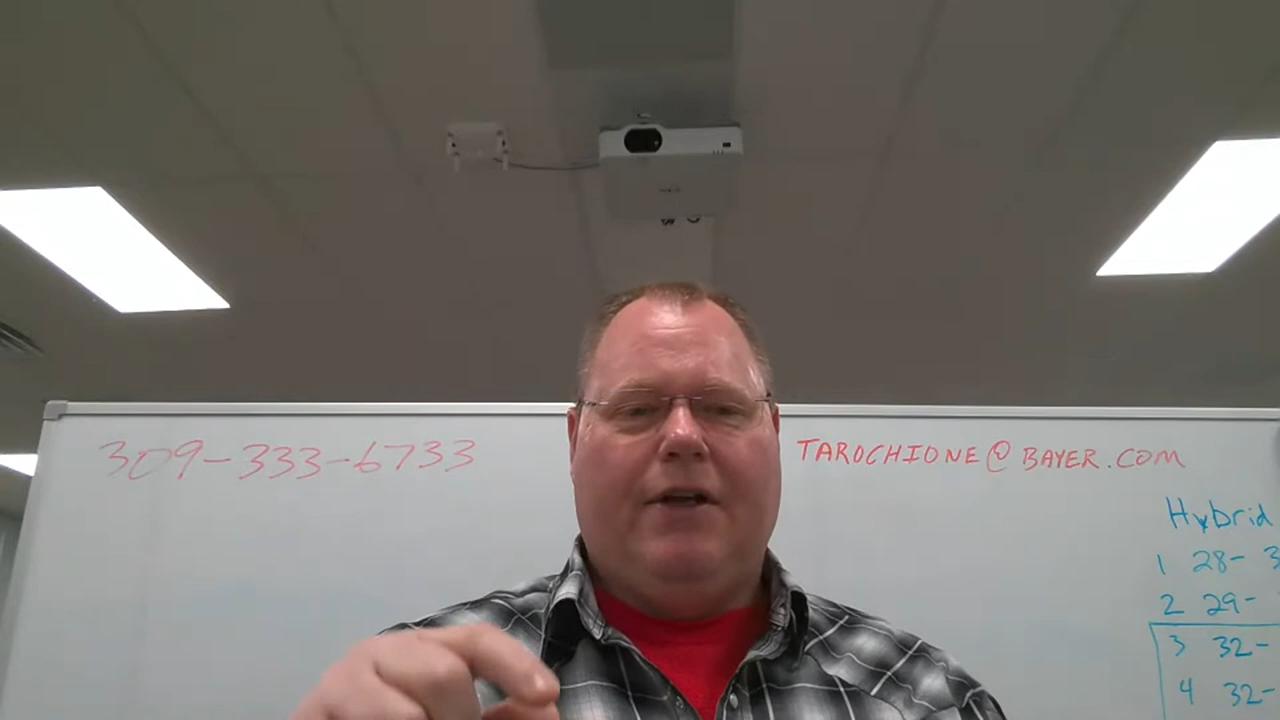 309-333-6733
TAROCHIONE@BAYER.COM
Hybrid
1 28-
2 29-
3 32-
4 32-